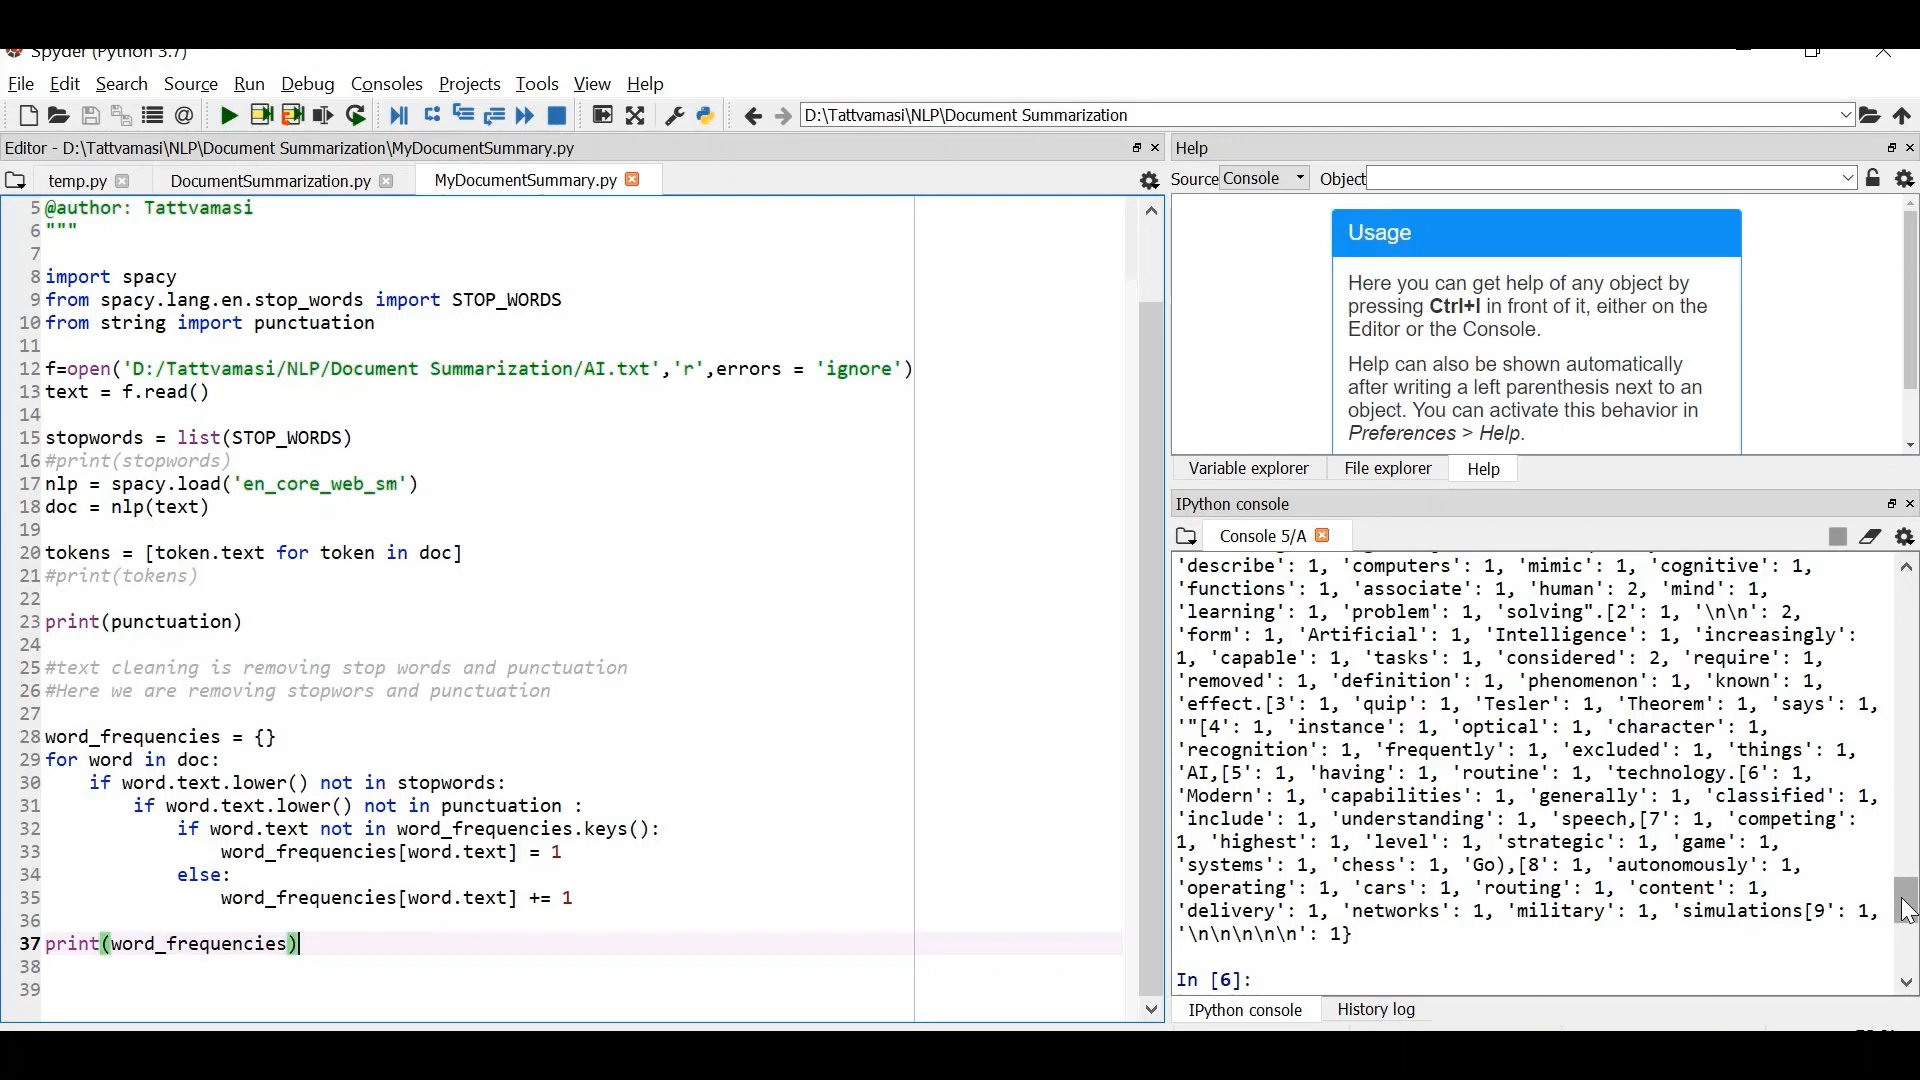 Spyder (Python 3.7)
File Edit Search Source Run Debug Consoles Projects Tools View Help
D:\Tattvamasi\NLP\Document Summarization
Editor - D:\Tattvamasi\NLP\Document Summarization\MyDocumentSummary.py
temp.py DocumentSummarization.py MyDocumentSummary.py
5 @author: Tattvamasi
6 """
7
8 import spacy
9 from spacy.lang.en.stop_words import STOP_WORDS
10 from string import punctuation
11
12 f=open('D:/Tattvamasi/NLP/Document Summarization/AI.txt','r',errors = 'ignore')
13 text = f.read()
14
15 stopwords = list(STOP_WORDS)
16 #print(stopwords)
17 nlp = spacy.load('en_core_web_sm')
18 doc = nlp(text)
19
20 tokens = [token.text for token in doc]
21 #print(tokens)
22
23 print(punctuation)
24
25 #text cleaning is removing stop words and punctuation
26 #Here we are removing stopwors and punctuation
27
28 word_frequencies = {}
29 for word in doc:
30     if word.text.lower() not in stopwords:
31         if word.text.lower() not in punctuation :
32             if word.text not in word_frequencies.keys():
33                 word_frequencies[word.text] = 1
34             else:
35                 word_frequencies[word.text] += 1
36
37 print(word_frequencies)
38
39
Help
Source Console Object
Usage
Here you can get help of any object by
pressing Ctrl+I in front of it, either on the
Editor or the Console.
Help can also be shown automatically
after writing a left parenthesis next to an
object. You can activate this behavior in
Preferences > Help.
Variable explorer File explorer Help
IPython console
Console 5/A
'describe': 1, 'computers': 1, 'mimic': 1, 'cognitive': 1,
'functions': 1, 'associate': 1, 'human': 2, 'mind': 1,
'learning': 1, 'problem': 1, 'solving".[2': 1, '\n\n': 2,
'form': 1, 'Artificial': 1, 'Intelligence': 1, 'increasingly':
1, 'capable': 1, 'tasks': 1, 'considered': 2, 'require': 1,
'removed': 1, 'definition': 1, 'phenomenon': 1, 'known': 1,
'effect.[3': 1, 'quip': 1, 'Tesler': 1, 'Theorem': 1, 'says': 1,
'"[4': 1, 'instance': 1, 'optical': 1, 'character': 1,
'recognition': 1, 'frequently': 1, 'excluded': 1, 'things': 1,
'AI,[5': 1, 'having': 1, 'routine': 1, 'technology.[6': 1,
'Modern': 1, 'capabilities': 1, 'generally': 1, 'classified': 1,
'include': 1, 'understanding': 1, 'speech,[7': 1, 'competing':
1, 'highest': 1, 'level': 1, 'strategic': 1, 'game': 1,
'systems': 1, 'chess': 1, 'Go),[8': 1, 'autonomously': 1,
'operating': 1, 'cars': 1, 'routing': 1, 'content': 1,
'delivery': 1, 'networks': 1, 'military': 1, 'simulations[9': 1,
'\n\n\n\n\n': 1}
In [6]:
IPython console History log